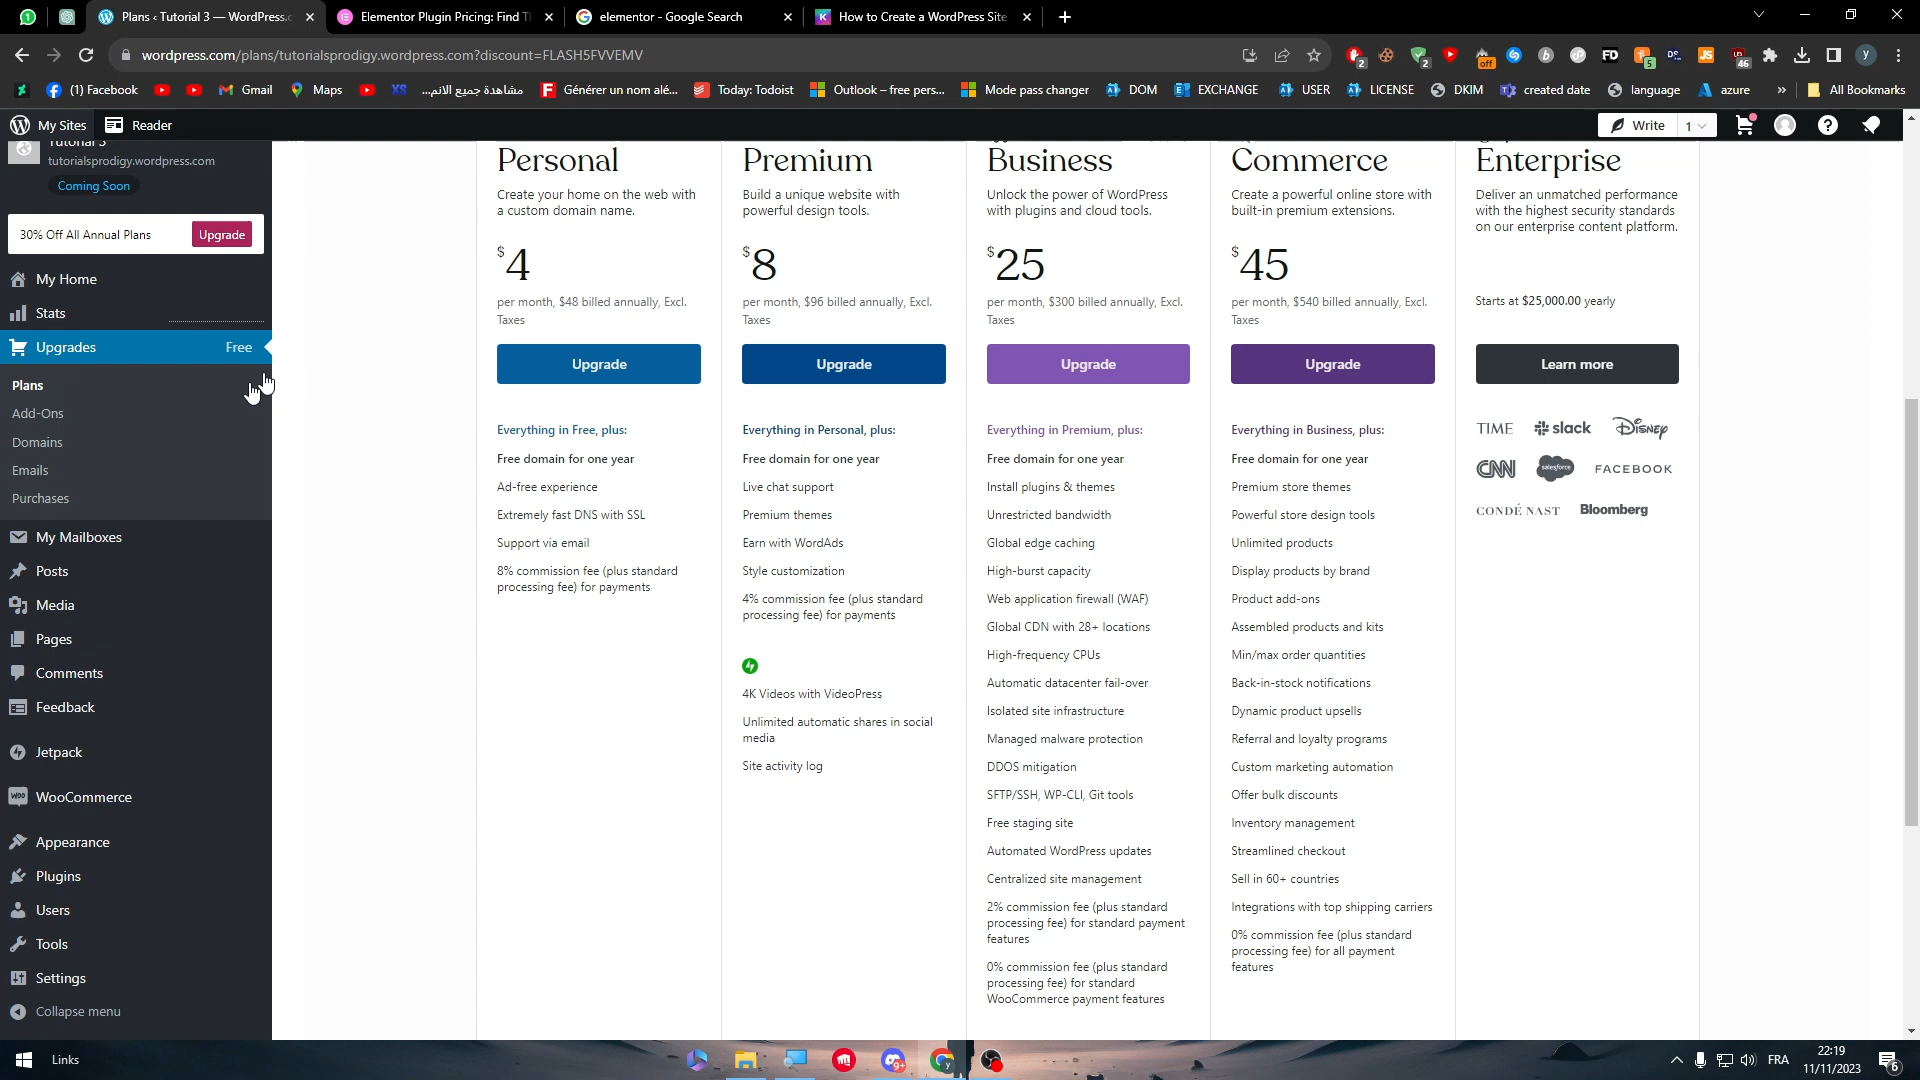 Plans ‹ Tutorial 3 — WordPress.c
Elementor Plugin Pricing: Find T
elementor - Google Search
How to Create a WordPress Site
wordpress.com/plans/tutorialsprodigy.wordpress.com?discount=FLASH5FVVEMV
2
2
off
b
FD
5
JS
46
y
(1) Facebook
Gmail
Maps
XS
مشاهدة جميع الانم...
Générer un nom alé...
Today: Todoist
Outlook – free pers...
Mode pass changer
DOM
EXCHANGE
USER
LICENSE
DKIM
created date
language
azure
»
All Bookmarks
My Sites
Reader
Write
1
Tutorial 3
tutorialsprodigy.wordpress.com
Coming Soon
30% Off All Annual Plans
Upgrade
My Home
Stats
Upgrades
Free
Plans
Add-Ons
Domains
Emails
Purchases
My Mailboxes
Posts
Media
Pages
Comments
Feedback
Jetpack
WooCommerce
Appearance
Plugins
Users
Tools
Settings
Collapse menu
Personal
Create your home on the web with
a custom domain name.
$4
per month, $48 billed annually, Excl.
Taxes
Upgrade
Everything in Free, plus:
Free domain for one year
Ad-free experience
Extremely fast DNS with SSL
Support via email
8% commission fee (plus standard
processing fee) for payments
Premium
Build a unique website with
powerful design tools.
$8
per month, $96 billed annually, Excl.
Taxes
Upgrade
Everything in Personal, plus:
Free domain for one year
Live chat support
Premium themes
Earn with WordAds
Style customization
4% commission fee (plus standard
processing fee) for payments
4K Videos with VideoPress
Unlimited automatic shares in social
media
Site activity log
Business
Unlock the power of WordPress
with plugins and cloud tools.
$25
per month, $300 billed annually, Excl.
Taxes
Upgrade
Everything in Premium, plus:
Free domain for one year
Install plugins & themes
Unrestricted bandwidth
Global edge caching
High-burst capacity
Web application firewall (WAF)
Global CDN with 28+ locations
High-frequency CPUs
Automatic datacenter fail-over
Isolated site infrastructure
Managed malware protection
DDOS mitigation
SFTP/SSH, WP-CLI, Git tools
Free staging site
Automated WordPress updates
Centralized site management
2% commission fee (plus standard
processing fee) for standard payment
features
0% commission fee (plus standard
processing fee) for standard
WooCommerce payment features
Commerce
Create a powerful online store with
built-in premium extensions.
$45
per month, $540 billed annually, Excl.
Taxes
Upgrade
Everything in Business, plus:
Free domain for one year
Premium store themes
Powerful store design tools
Unlimited products
Display products by brand
Product add-ons
Assembled products and kits
Min/max order quantities
Back-in-stock notifications
Dynamic product upsells
Referral and loyalty programs
Custom marketing automation
Offer bulk discounts
Inventory management
Streamlined checkout
Sell in 60+ countries
Integrations with top shipping carriers
0% commission fee (plus standard
processing fee) for all payment
features
Enterprise
Deliver an unmatched performance
with the highest security standards
on our enterprise content platform.
Starts at $25,000.00 yearly
Learn more
TIME
slack
Disney
CNN
salesforce
FACEBOOK
CONDÉ NAST
Bloomberg
Links
9+
FRA
22:19
11/11/2023
6